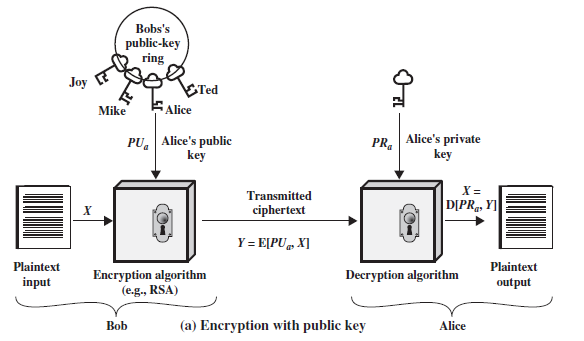 Bobs's
public-key
ring
Joy
Ted
Mike
Alice
PUa
Alice's public
key
PRa
Alice's private
key
X
Transmitted
ciphertext
X =
D[PRa, Y]
Y = E[PUa, X]
Plaintext
input
Encryption algorithm
(e.g., RSA)
Decryption algorithm
Plaintext
output
Bob
(a) Encryption with public key
Alice